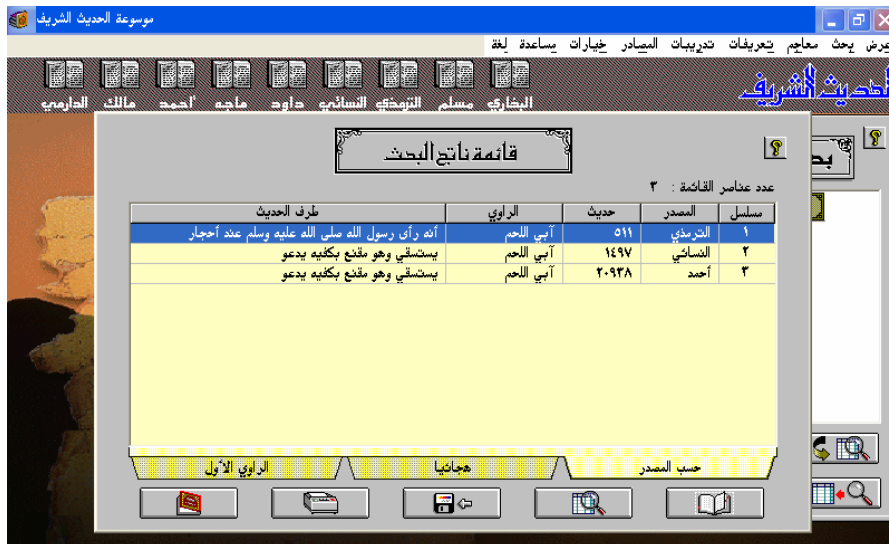 موسوعة الحديث الشريف
عرض بحث معاجم تعريفات تدريبات المصادر خيارات مساعدة لغة
الحديث الشريف
البخاري مسلم الترمذي النسائي داود ماجه أحمد مالك الدارمي
قائمة ناتج البحث
عدد عناصر القائمة : ٣
مسلسل المصدر حديث الراوي طرف الحديث
١ الترمذي ٥١١ آبي اللحم أنه رأى رسول الله صلى الله عليه وسلم عند أحجار
٢ النسائي ١٤٩٧ آبي اللحم يستسقي وهو مقنع بكفيه يدعو
٣ أحمد ٢٠٩٣٨ آبي اللحم يستسقي وهو مقنع بكفيه يدعو
حسب المصدر هجائيا الراوي الأول